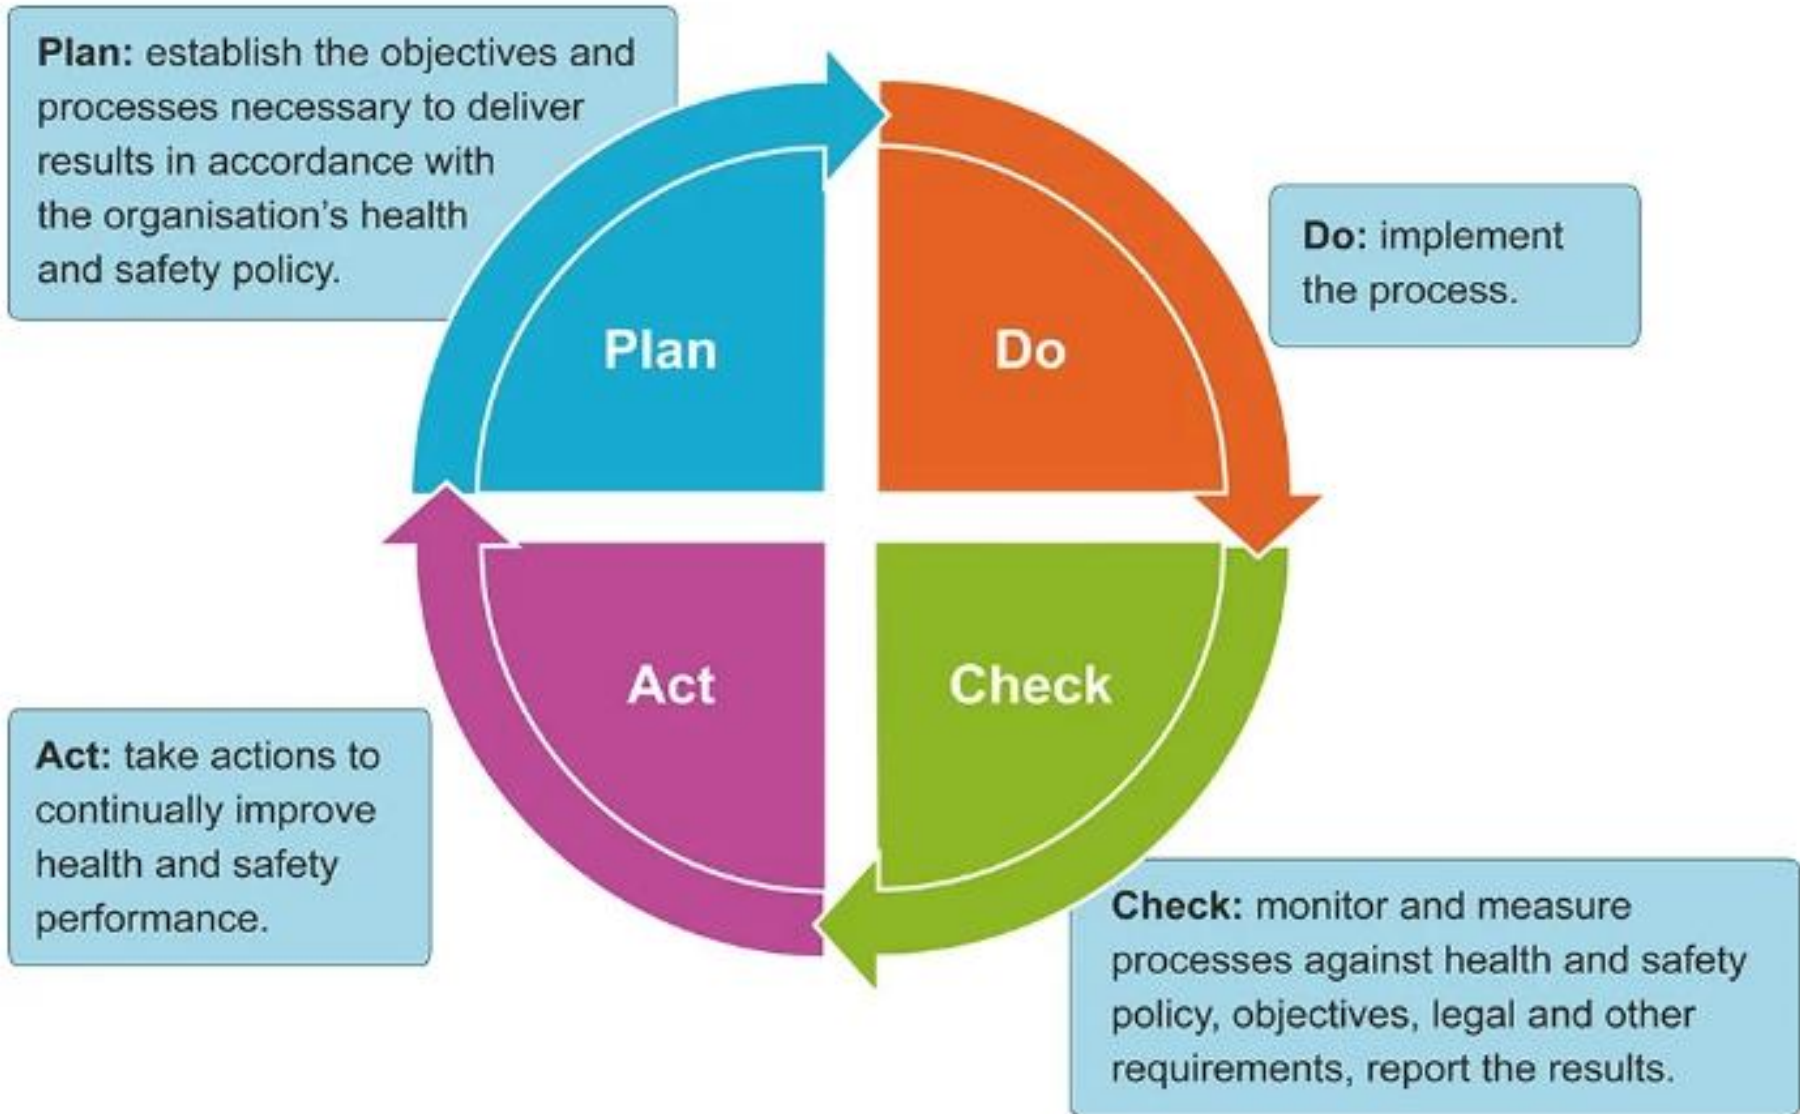 Plan: establish the objectives and
processes necessary to deliver
results in accordance with
the organisation’s health
and safety policy.
Plan
Do
Do: implement
the process.
Act
Check
Act: take actions to
continually improve
health and safety
performance.
Check: monitor and measure
processes against health and safety
policy, objectives, legal and other
requirements, report the results.